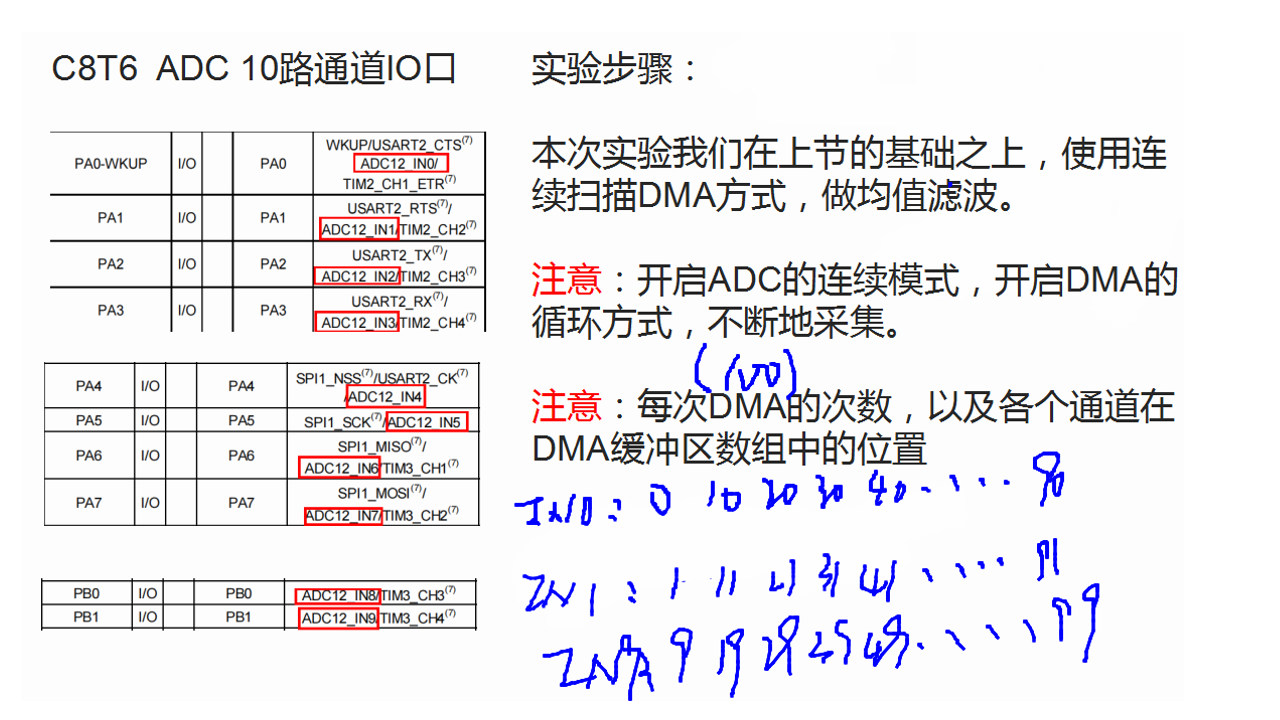 C8T6 ADC 10路通道IO口
PA0-WKUP I/O PA0 WKUP/USART2_CTS(7)
ADC12_IN0/
TIM2_CH1_ETR(7)
PA1 I/O PA1 USART2_RTS(7)/
ADC12_IN1/TIM2_CH2(7)
PA2 I/O PA2 USART2_TX(7)/
ADC12_IN2/TIM2_CH3(7)
PA3 I/O PA3 USART2_RX(7)/
ADC12_IN3/TIM2_CH4(7)
PA4 I/O PA4 SPI1_NSS(7)/USART2_CK(7)
/ADC12_IN4
PA5 I/O PA5 SPI1_SCK(7)/ADC12_IN5
PA6 I/O PA6 SPI1_MISO(7)/
ADC12_IN6/TIM3_CH1(7)
PA7 I/O PA7 SPI1_MOSI(7)/
ADC12_IN7/TIM3_CH2(7)
PB0 I/O PB0 ADC12_IN8/TIM3_CH3(7)
PB1 I/O PB1 ADC12_IN9/TIM3_CH4(7)
实验步骤：
本次实验我们在上节的基础之上，使用连
续扫描DMA方式，做均值滤波。
注意：开启ADC的连续模式，开启DMA的
循环方式，不断地采集。
(100)
注意：每次DMA的次数，以及各个通道在
DMA缓冲区数组中的位置
IN0: 0 10 20 30 40 ...... 90
IN1: 1 11 21 31 41 ...... 91
9 19 29 49 ...... 99